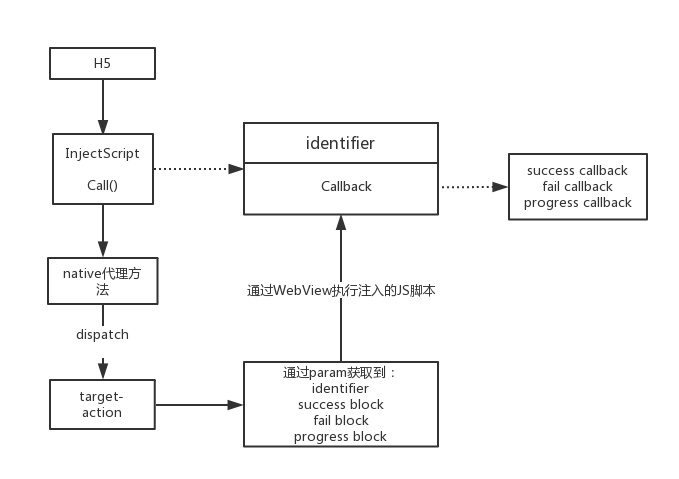 H5
InjectScript
Call()
identifier
Callback
success callback
fail callback
progress callback
native代理方
法
通过WebView执行注入的JS脚本
dispatch
target-
action
通过param获取到：
identifier
success block
fail block
progress block